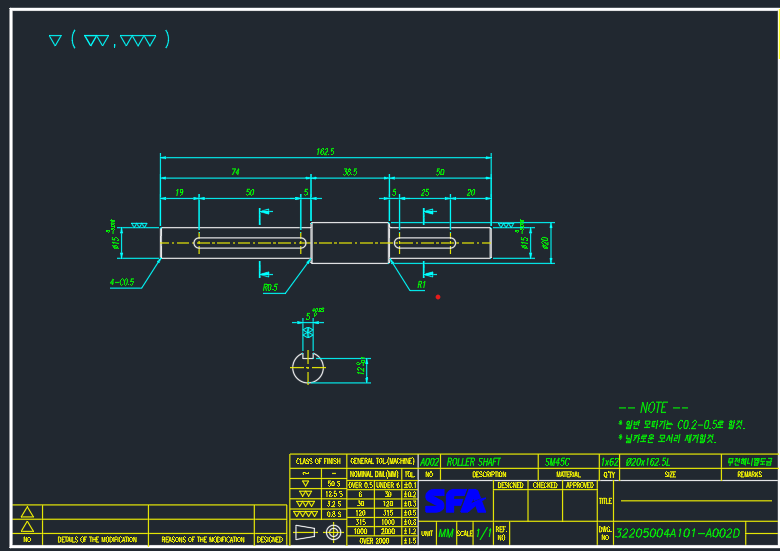 ( , )
162.5
74 38.5 50
19 50 5 5 25 20
ø15 ø15 ø20
4-C0.5 R0.5 R1
5
12
-- NOTE --
* 일반 모따기는 C0.2-0.5로 할것.
* 날카로운 모서리 제거할것.
A002 ROLLER SHAFT SM45C 1x62 ø20x162.5L 무전해니켈도금
NO DESCRIPTION MATERIAL Q'TY SIZE REMARKS
CLASS OF FINISH GENERAL TOL.(MACHINE)
~ - NOMINAL DIM.(MM) TOL.
50 S OVER 0.5 UNDER 6 ±0.1
12.5 S 6 30 ±0.2
3.2 S 30 120 ±0.3
0.8 S 120 315 ±0.5
315 1000 ±0.8
1000 2000 ±1.2
OVER 2000 ±1.5
DESIGNED CHECKED APPROVED
SFA
TITLE
UNIT MM SCALE 1/1 REF. NO
DWG. NO 32205004A101-A002D
NO DETAILS OF THE MODIFICATION REASONS OF THE MODIFICATION DESIGNED